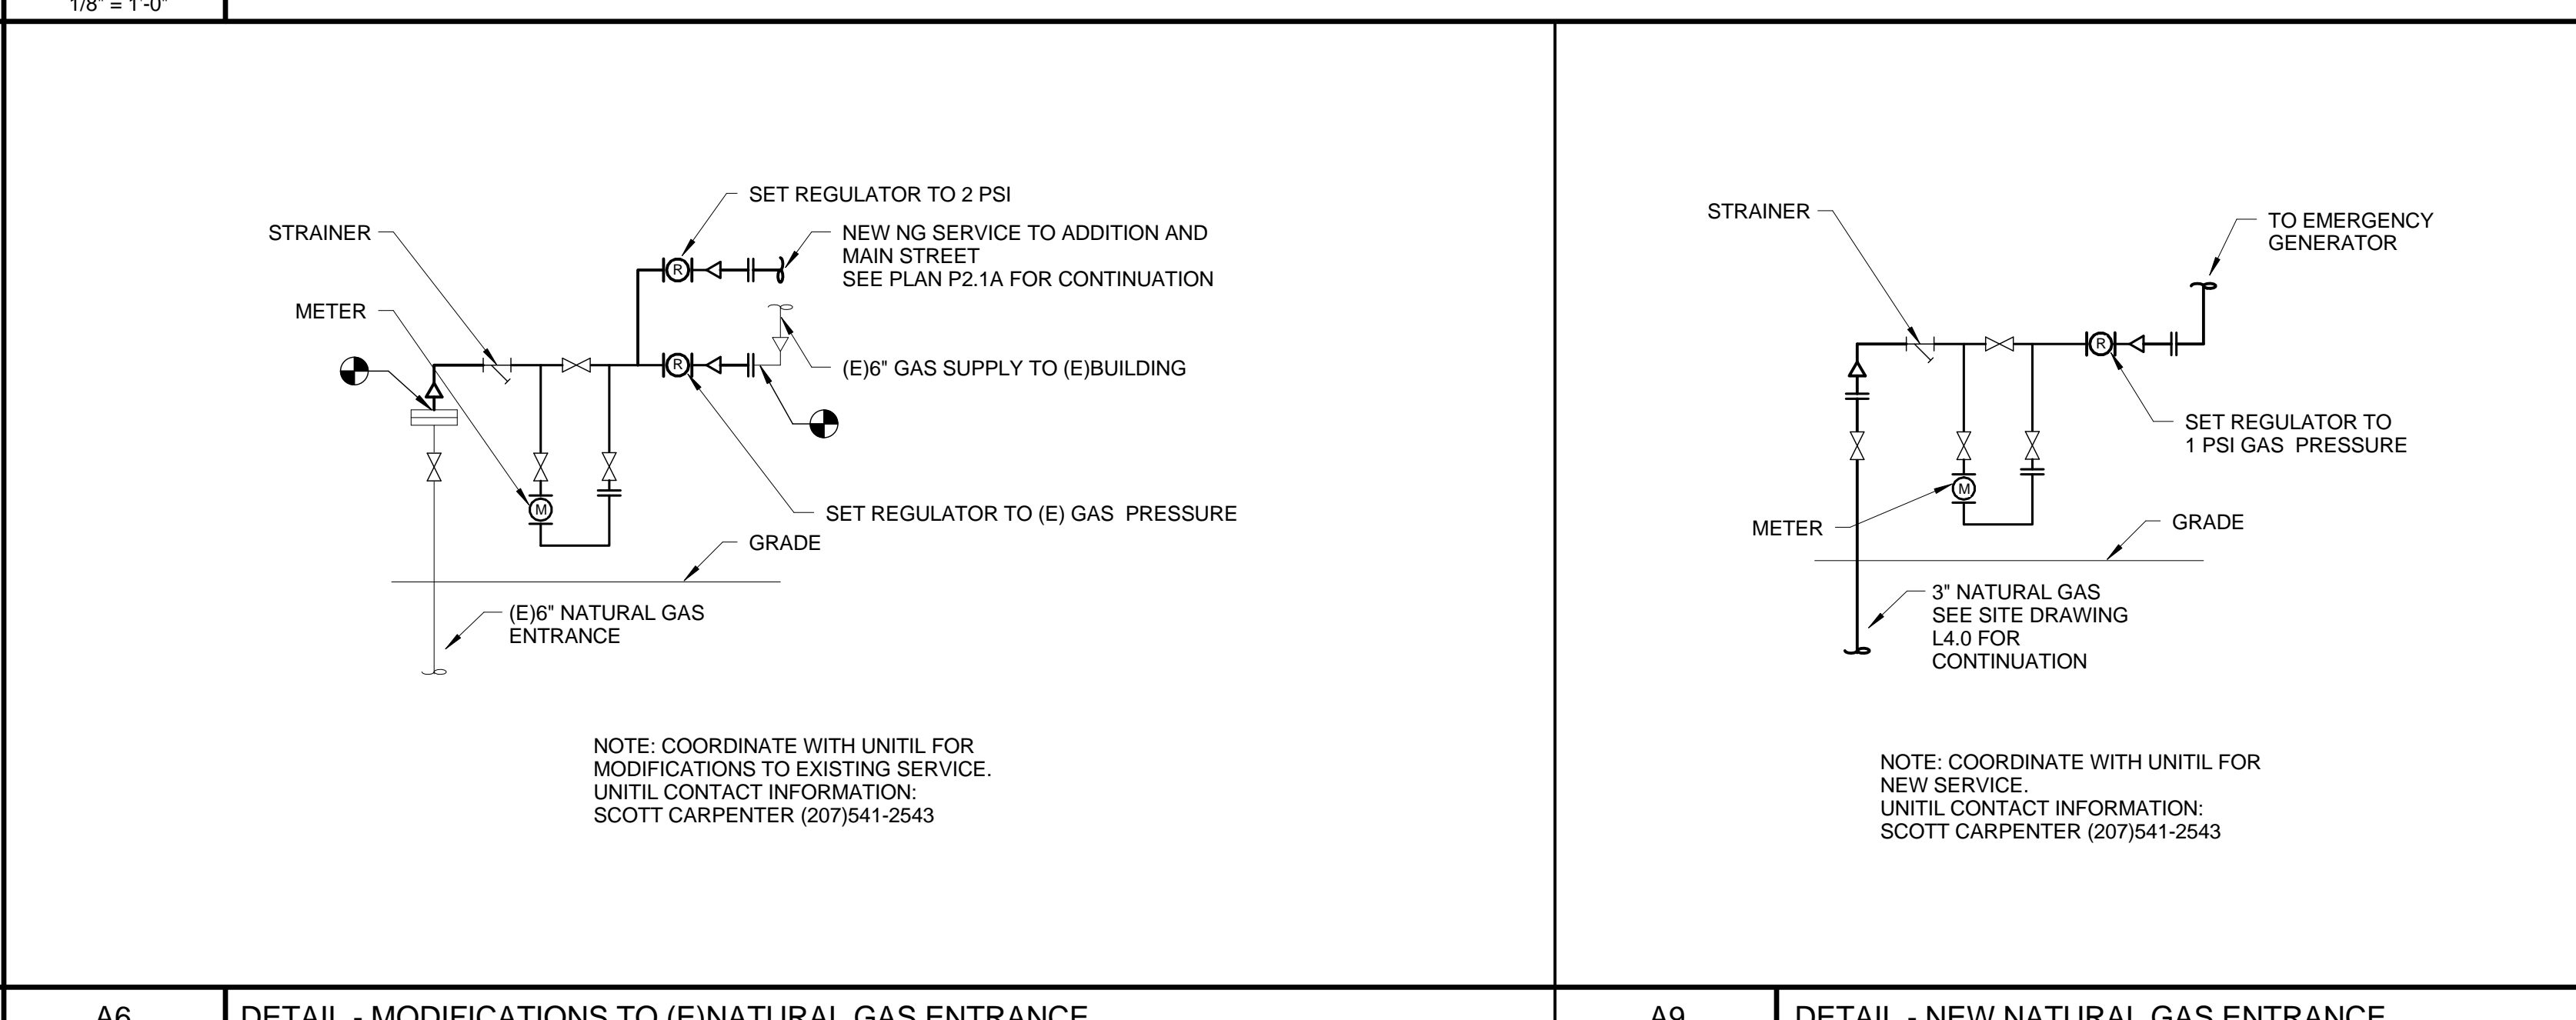 1/8" = 1'-0"
SET REGULATOR TO 2 PSI
STRAINER
NEW NG SERVICE TO ADDITION AND
MAIN STREET
SEE PLAN P2.1A FOR CONTINUATION
METER
R
(E)6" GAS SUPPLY TO (E)BUILDING
R
M
SET REGULATOR TO (E) GAS  PRESSURE
GRADE
(E)6" NATURAL GAS
ENTRANCE
NOTE: COORDINATE WITH UNITIL FOR
MODIFICATIONS TO EXISTING SERVICE.
UNITIL CONTACT INFORMATION:
SCOTT CARPENTER (207)541-2543
A6
DETAIL - MODIFICATIONS TO (E)NATURAL GAS ENTRANCE
STRAINER
TO EMERGENCY
GENERATOR
R
SET REGULATOR TO
1 PSI GAS  PRESSURE
M
METER
GRADE
3" NATURAL GAS
SEE SITE DRAWING
L4.0 FOR
CONTINUATION
NOTE: COORDINATE WITH UNITIL FOR
NEW SERVICE.
UNITIL CONTACT INFORMATION:
SCOTT CARPENTER (207)541-2543
A9
DETAIL - NEW NATURAL GAS ENTRANCE